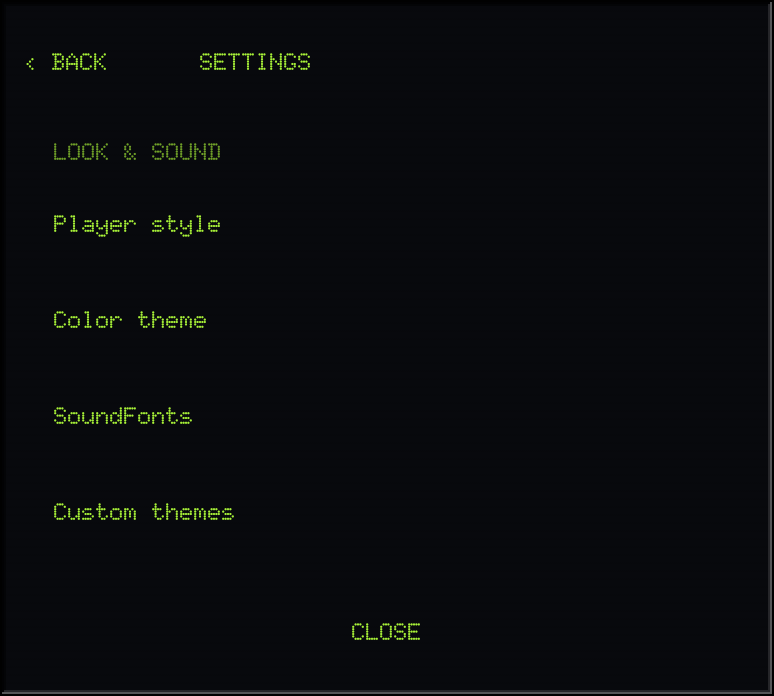 ‹ BACK SETTINGS
LOOK & SOUND
Player style
Color theme
SoundFonts
Custom themes
CLOSE